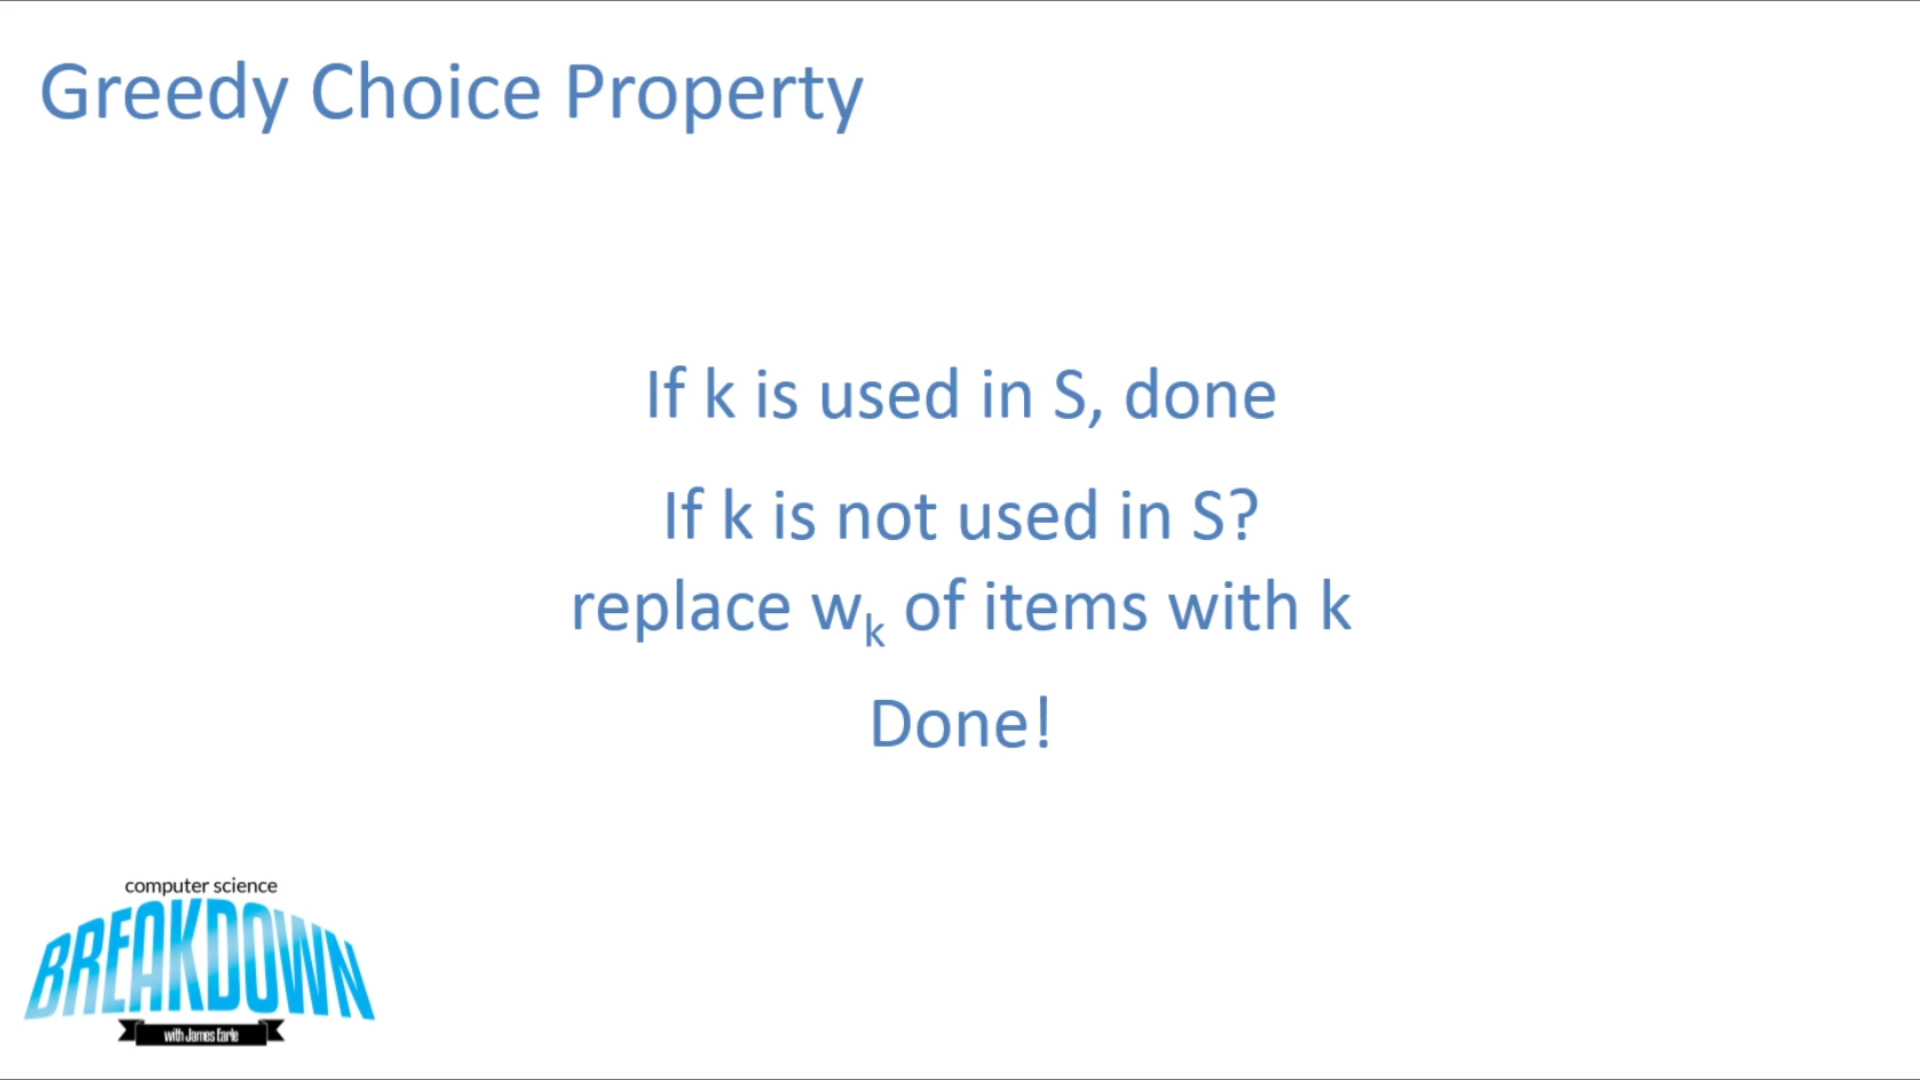 Greedy Choice Property
If k is used in S, done
If k is not used in S?
replace wk of items with k
Done!
computer science
BREAKDOWN
with James Earle